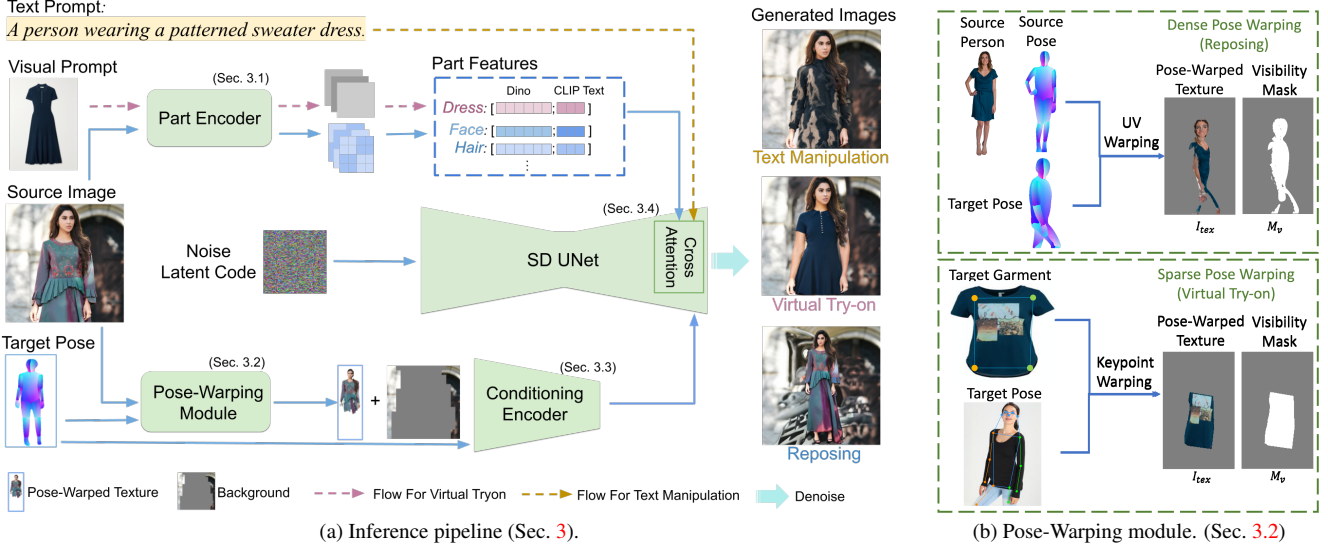 Text Prompt:
A person wearing a patterned sweater dress.
Visual Prompt
(Sec. 3.1)
Part Encoder
Part Features
Dino
CLIP Text
Dress: [ ; ]
Face: [ ; ]
Hair: [ ; ]
⋮
Source Image
Noise
Latent Code
(Sec. 3.4)
SD UNet
Cross
Attention
Target Pose
(Sec. 3.2)
Pose-Warping
Module
+
(Sec. 3.3)
Conditioning
Encoder
Generated Images
Text Manipulation
Virtual Try-on
Reposing
Pose-Warped Texture
Background
Flow For Virtual Tryon
Flow For Text Manipulation
Denoise
(a) Inference pipeline (Sec. 3).
Source
Person
Source
Pose
Dense Pose Warping
(Reposing)
Pose-Warped
Texture
Visibility
Mask
UV
Warping
Target Pose
I_tex
M_v
Target Garment
Sparse Pose Warping
(Virtual Try-on)
Pose-Warped
Texture
Visibility
Mask
Keypoint
Warping
Target Pose
I_tex
M_v
(b) Pose-Warping module. (Sec. 3.2)